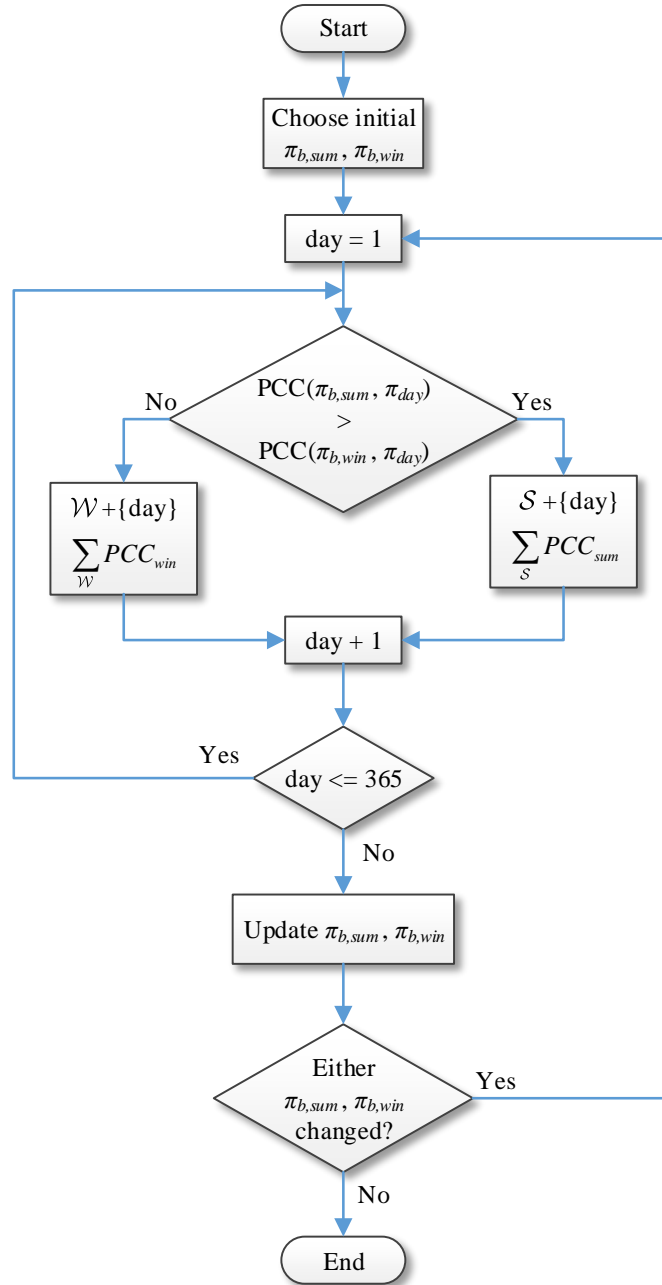 Start
Choose initial
π_{b,sum} , π_{b,win}
day = 1
PCC(π_{b,sum} , π_{day})
>
PCC(π_{b,win} , π_{day})
No
Yes
𝒲 +{day}
∑_𝒲 PCC_{win}
𝒮 +{day}
∑_𝒮 PCC_{sum}
day + 1
Yes
day <= 365
No
Update π_{b,sum} , π_{b,win}
Either
π_{b,sum} , π_{b,win}
changed?
Yes
No
End